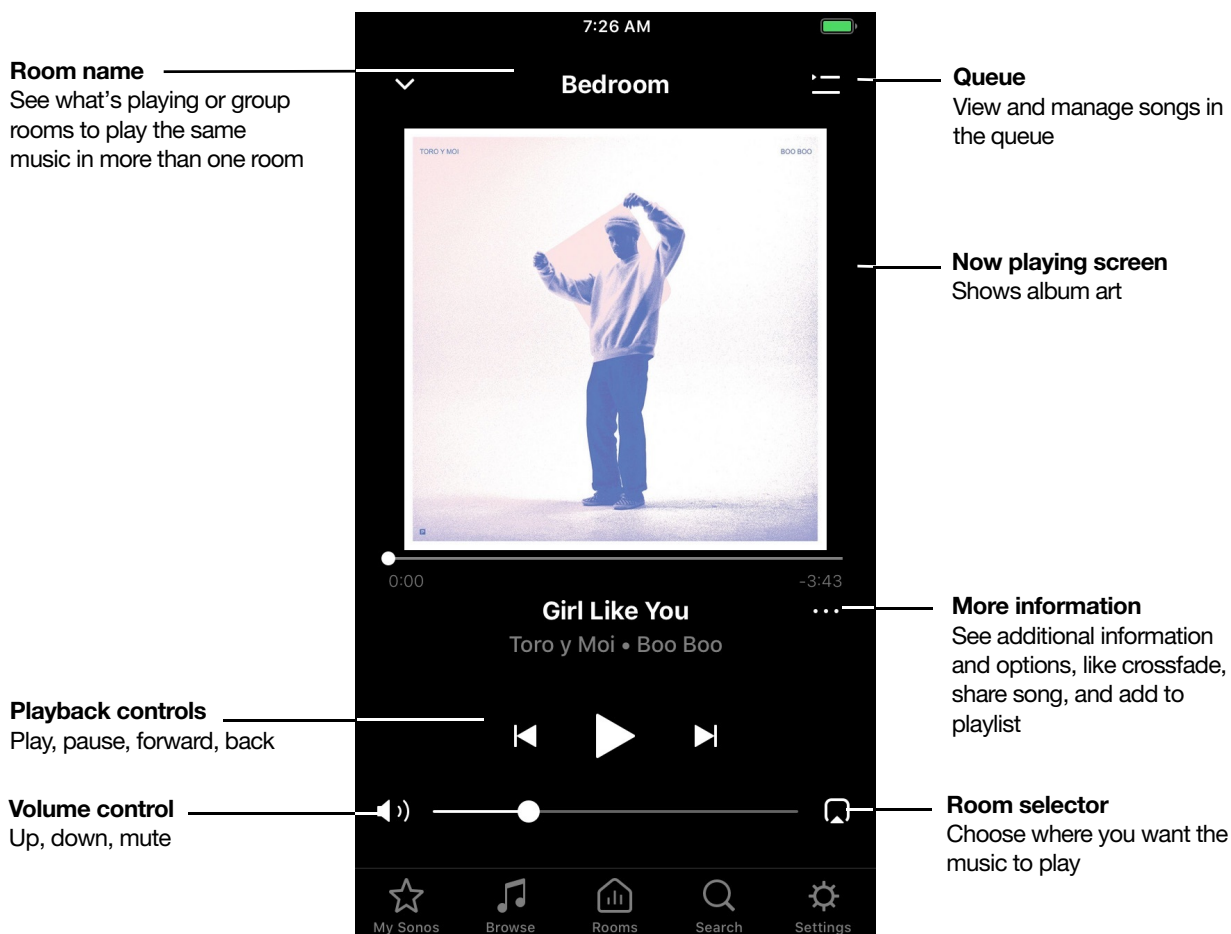 7:26 AM
Room name
See what's playing or group
rooms to play the same
music in more than one room
Bedroom
Queue
View and manage songs in
the queue
TORO Y MOI
BOO BOO
Now playing screen
Shows album art
0:00
-3:43
Girl Like You
Toro y Moi • Boo Boo
More information
See additional information
and options, like crossfade,
share song, and add to
playlist
Playback controls
Play, pause, forward, back
Volume control
Up, down, mute
Room selector
Choose where you want the
music to play
My Sonos
Browse
Rooms
Search
Settings